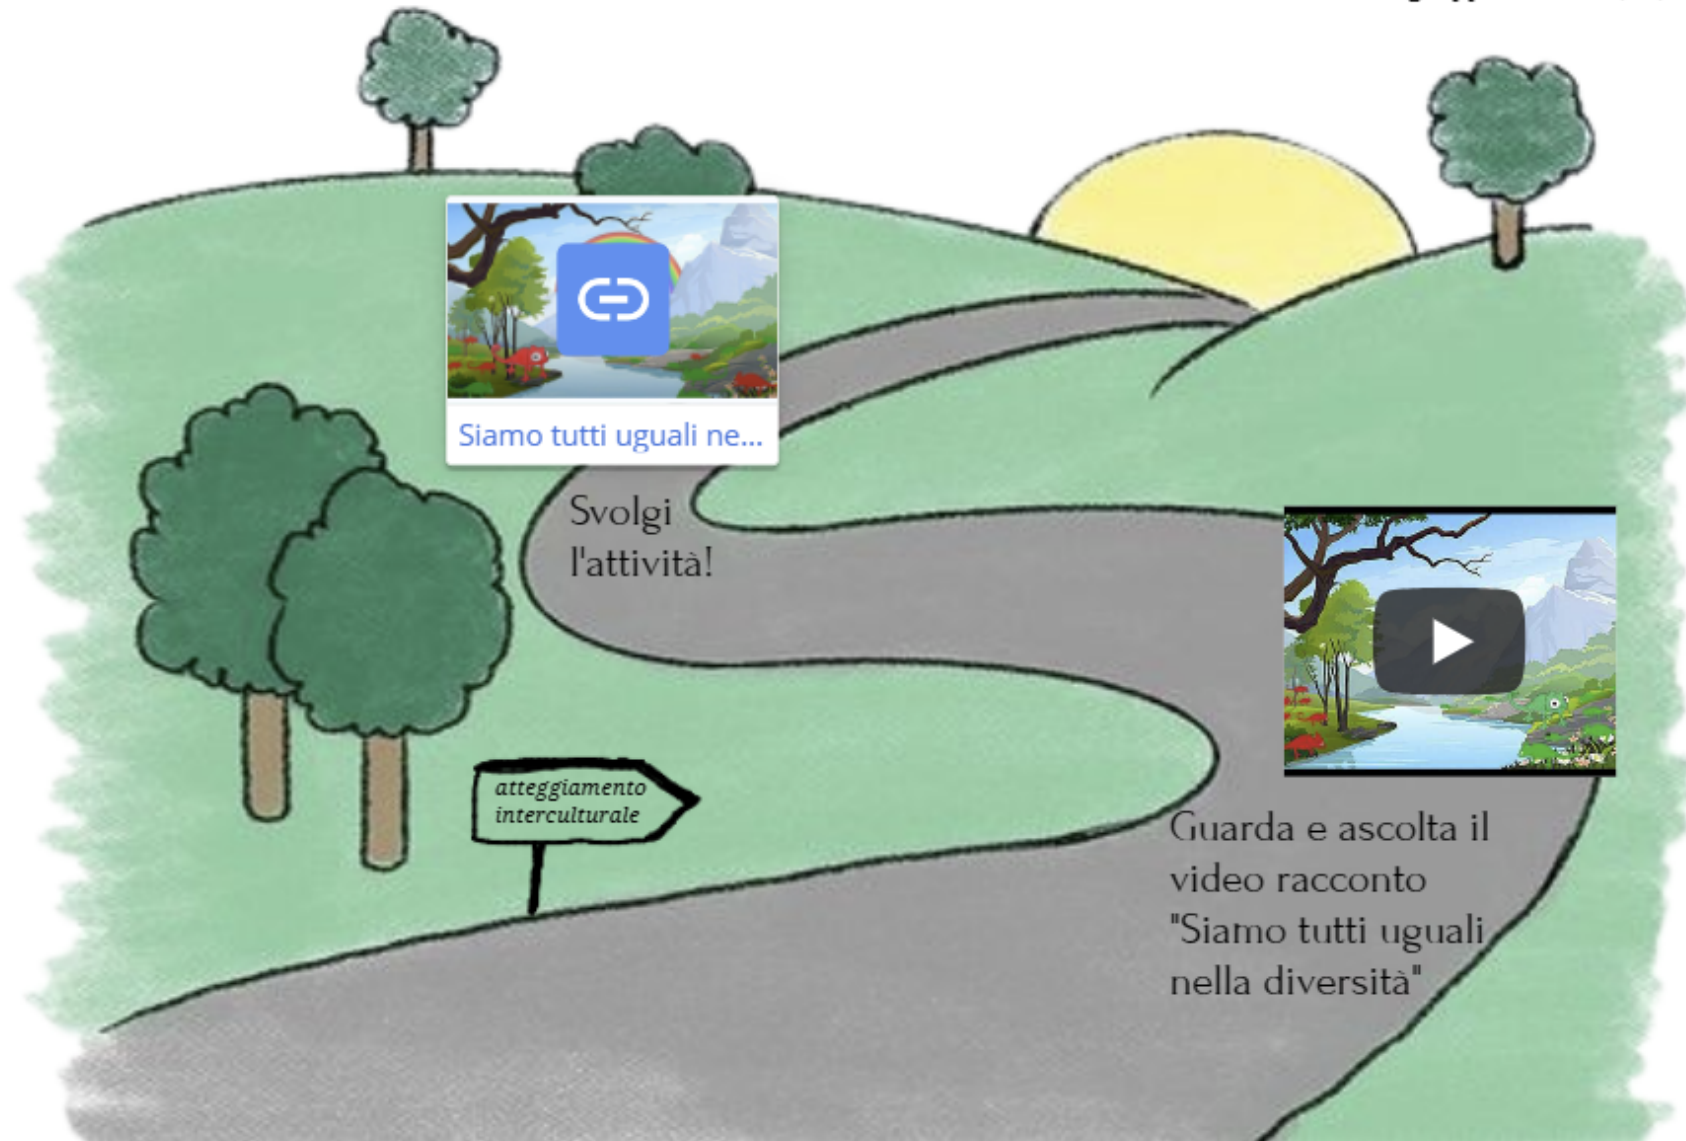 Siamo tutti uguali ne...
Svolgi
l'attività!
atteggiamento
interculturale
Guarda e ascolta il
video racconto
"Siamo tutti uguali
nella diversità"